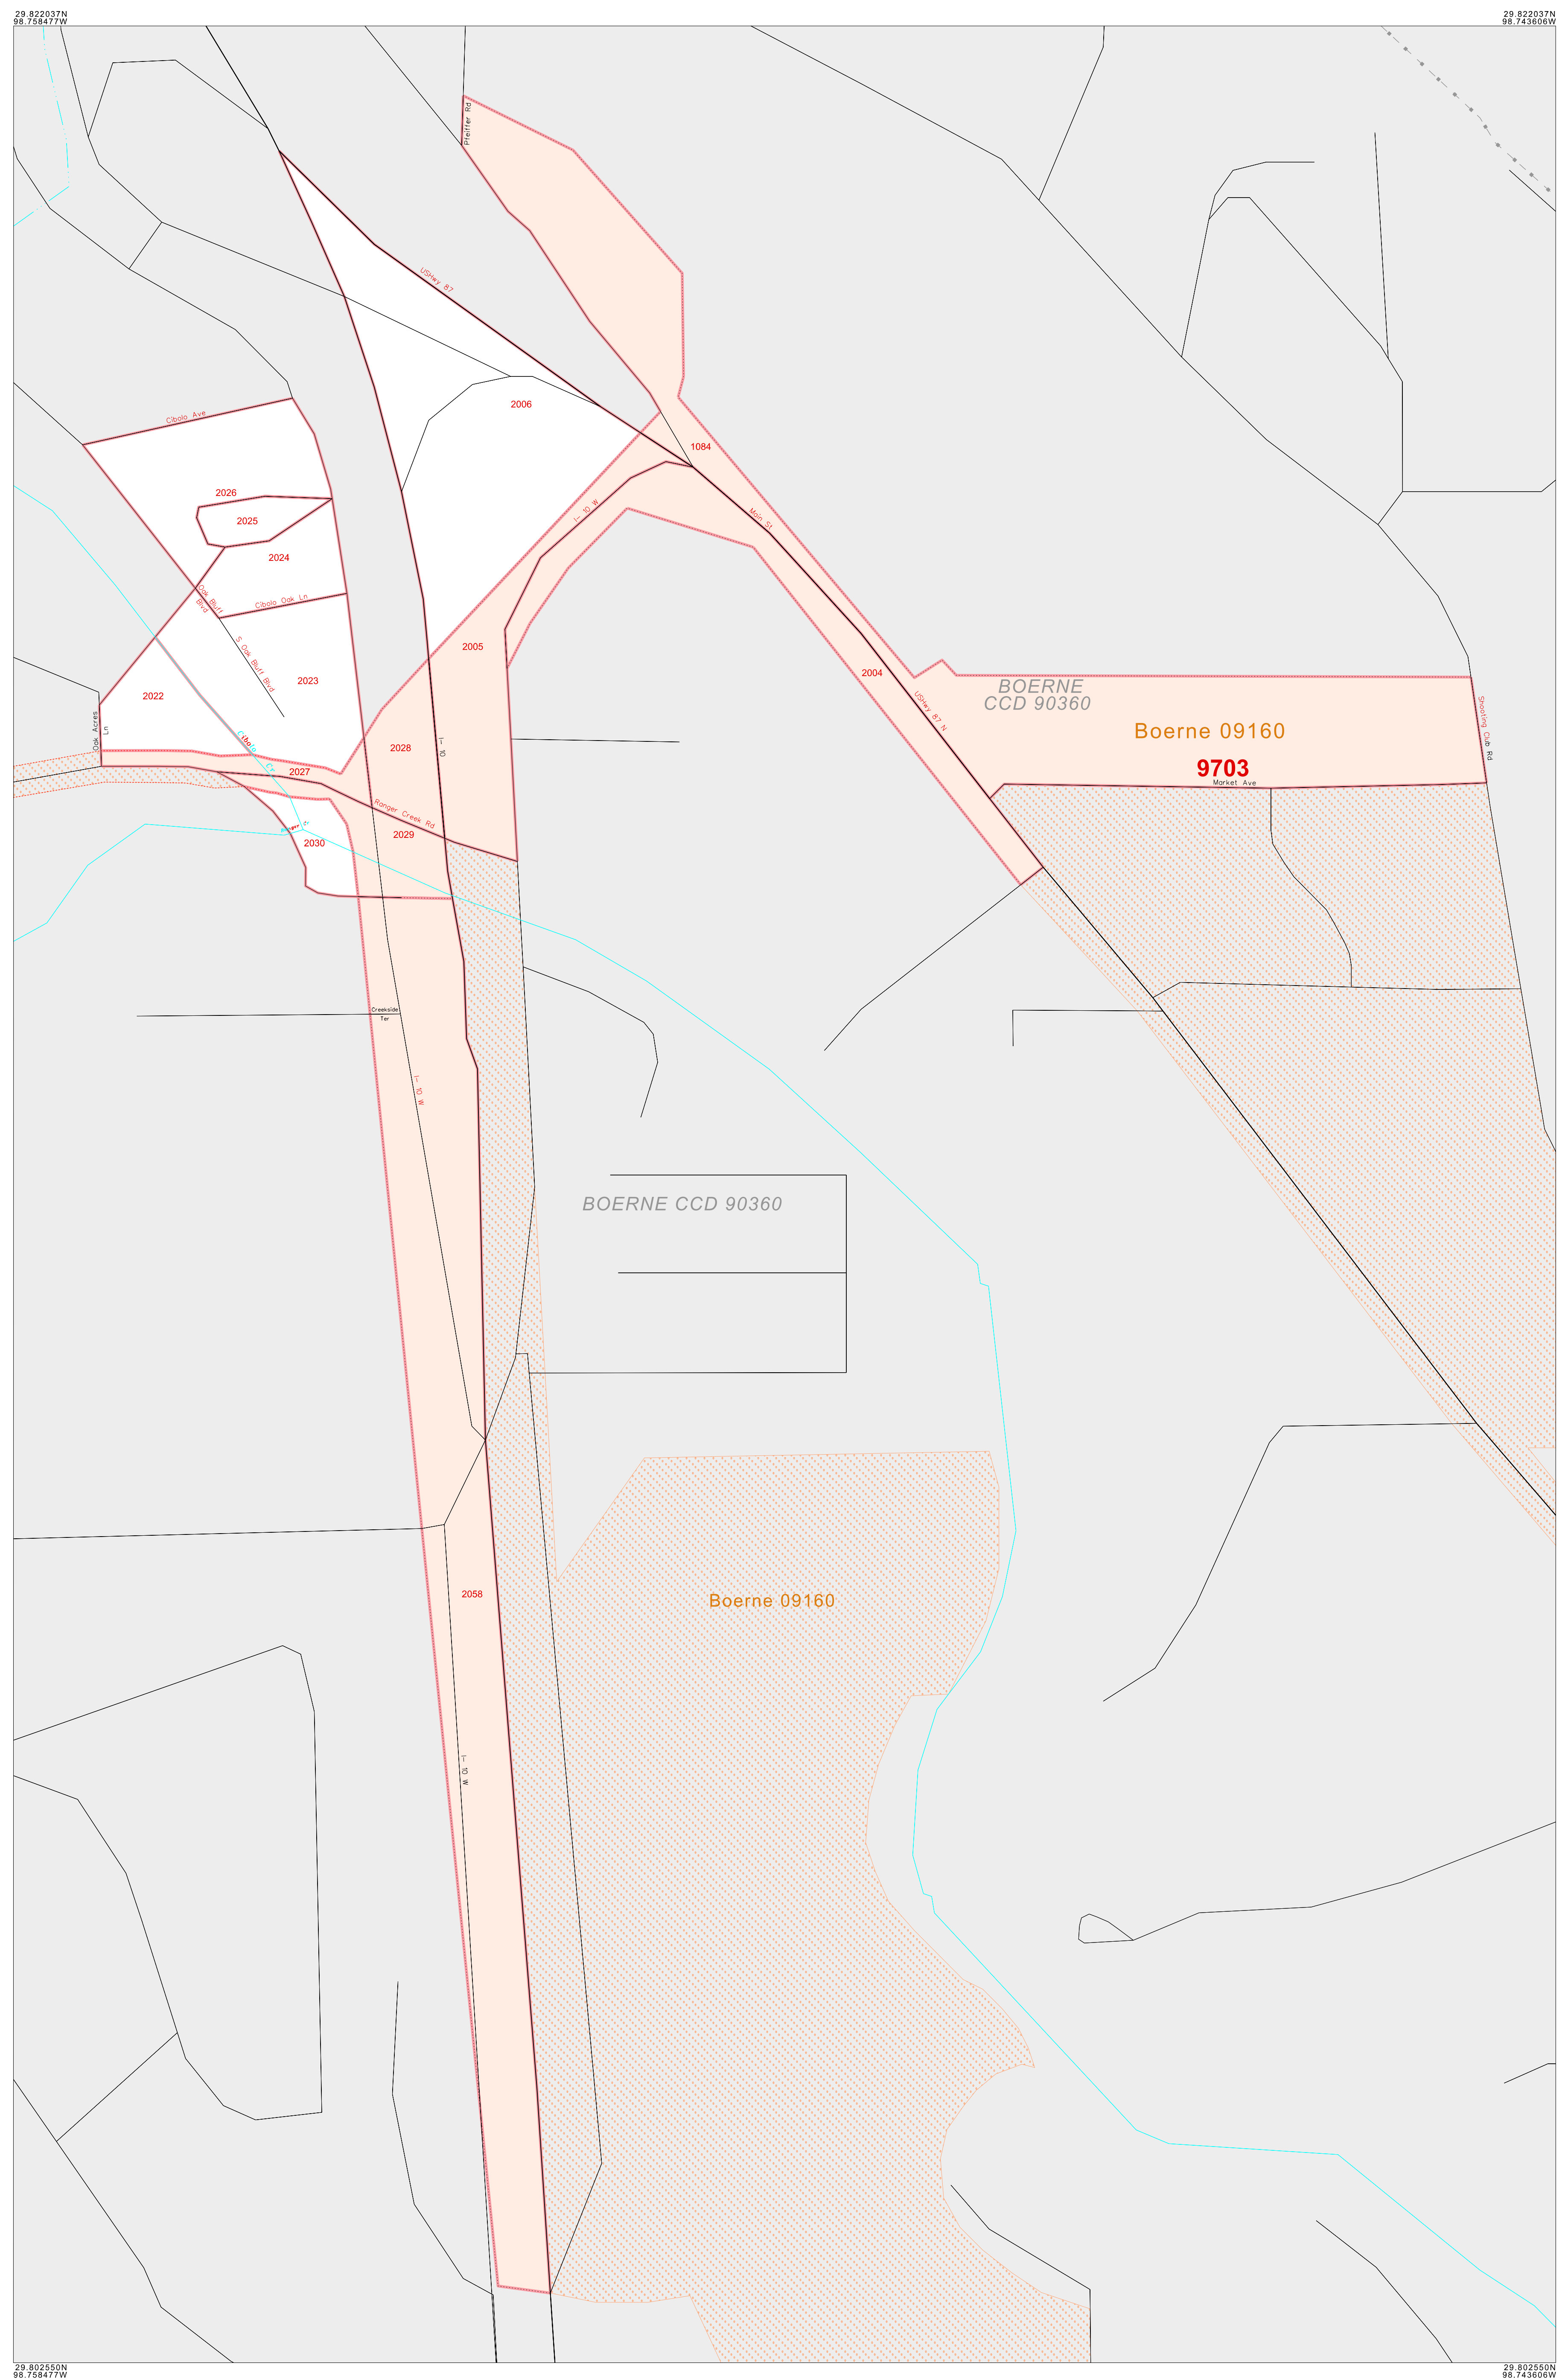 29.822037N
98.758477W
29.822037N
98.743606W
Pfeiffer Rd
USHwy 87
2006
Cibolo Ave
1084
2026
2025
I- 10 W
Main St
2024
Oak Bluff
Blvd
Cibolo Oak Ln
S Oak Bluff Blvd
2005
2004
2023
2022
BOERNE
CCD 90360
USHwy 87 N
Shooting Club Rd
Boerne 09160
Oak Acres
Ln
Cibolo Cr
2028
I- 10
9703
2027
Market Ave
Ranger Creek Rd
2029
2030
Creekside
Ter
I- 10 W
BOERNE CCD 90360
2058
Boerne 09160
I- 10 W
29.802550N
98.758477W
29.802550N
98.743606W